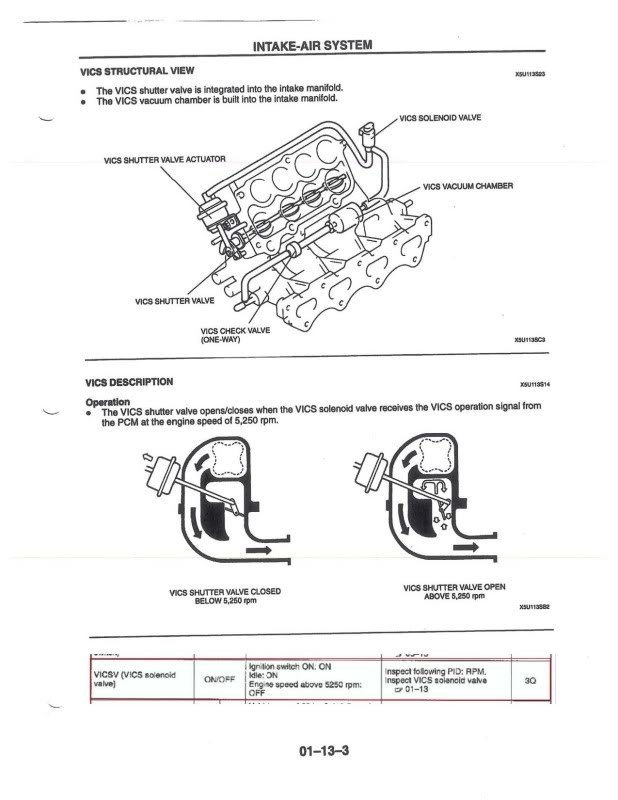 INTAKE-AIR SYSTEM
VICS STRUCTURAL VIEW
X5U113S23
● The VICS shutter valve is integrated into the intake manifold.
● The VICS vacuum chamber is built into the intake manifold.
VICS SOLENOID VALVE
VICS SHUTTER VALVE ACTUATOR
VICS VACUUM CHAMBER
VICS SHUTTER VALVE
VICS CHECK VALVE
(ONE-WAY)
X5U113SC3
VICS DESCRIPTION
X5U113S14
Operation
● The VICS shutter valve opens/closes when the VICS solenoid valve receives the VICS operation signal from
the PCM at the engine speed of 5,250 rpm.
VICS SHUTTER VALVE CLOSED
BELOW 5,250 rpm
VICS SHUTTER VALVE OPEN
ABOVE 5,250 rpm
X5U113SB2
VICSV (VICS solenoid
valve)
ON/OFF
Ignition switch ON: ON
Idle: ON
Engine speed above 5250 rpm:
OFF
Inspect following PID: RPM.
Inspect VICS solenoid valve
☞ 01-13
3Q
01–13–3